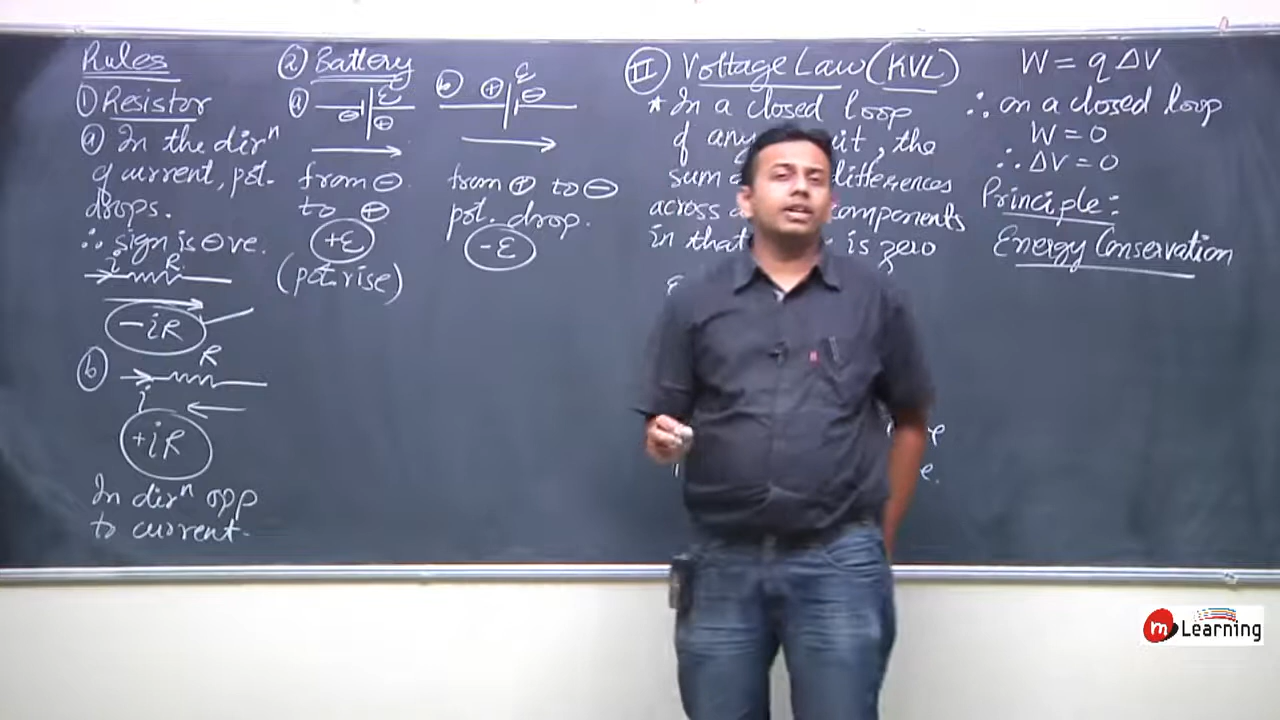 Rules
① Resistor
ⓐ In the dirⁿ
of current, pot.
drops.
∴ sign is ⊖ve.
i R
-iR
ⓑ R
i
+iR
In dirⁿ opp
to current.
② Battery
ⓐ ε
⊖ ⊕
from ⊖
to ⊕
+ε
(pot. rise)
ⓑ ⊕ ε
⊖
from ⊕ to ⊖
pot. drop.
-ε
II Voltage Law (KVL)
* In a closed loop
of any the
sum
across components
in that is zero
W = q ΔV
∴ on a closed loop
W = 0
∴ ΔV = 0
Principle:
Energy Conservation
m Learning